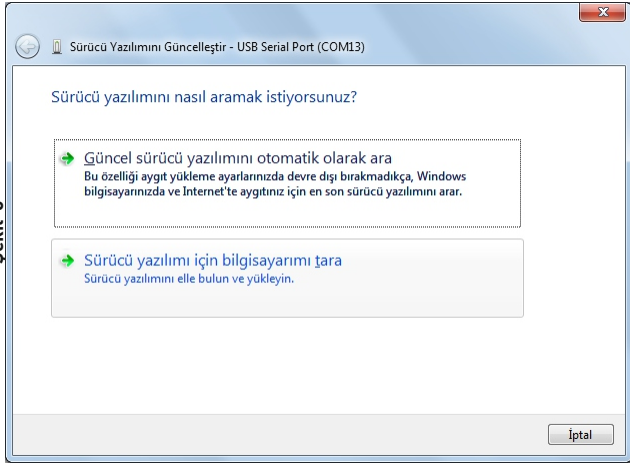 Sürücü Yazılımını Güncelleştir - USB Serial Port (COM13)
Sürücü yazılımını nasıl aramak istiyorsunuz?
Güncel sürücü yazılımını otomatik olarak ara
Bu özelliği aygıt yükleme ayarlarınızda devre dışı bırakmadıkça, Windows
bilgisayarınızda ve Internet'te aygıtınız için en son sürücü yazılımını arar.
Sürücü yazılımı için bilgisayarımı tara
Sürücü yazılımını elle bulun ve yükleyin.
İptal